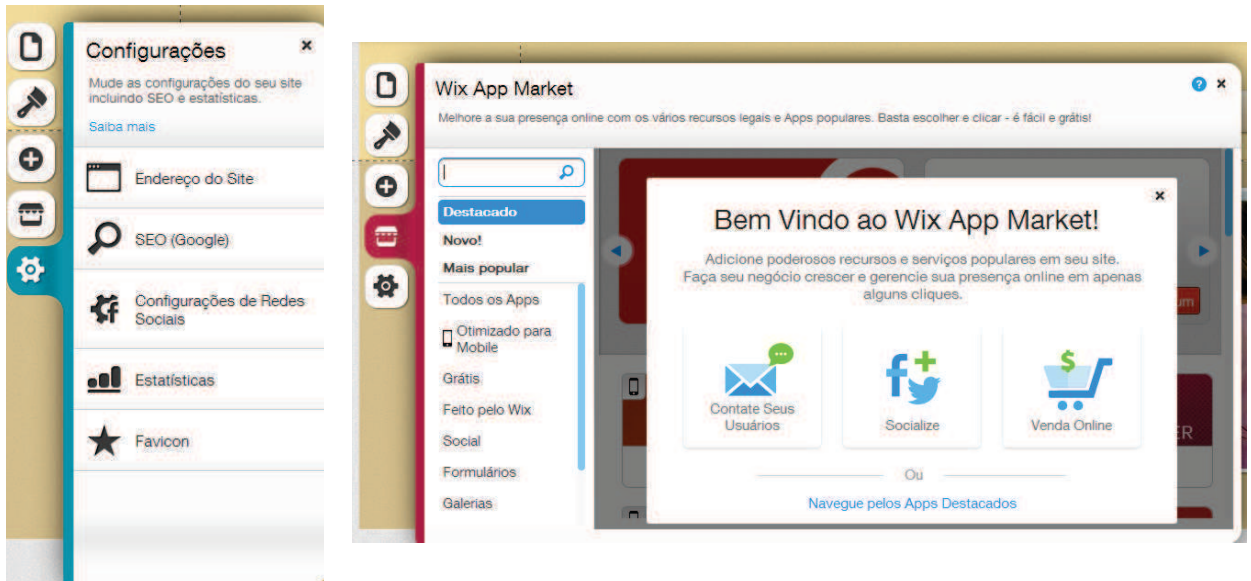 Configurações
Mude as configurações do seu site
incluindo SEO e estatísticas.
Saiba mais
Endereço do Site
SEO (Google)
Configurações de Redes
Sociais
Estatísticas
Favicon
Wix App Market
Melhore a sua presença online com os vários recursos legais e Apps populares. Basta escolher e clicar - é fácil e grátis!
Destacado
Novo!
Mais popular
Todos os Apps
Otimizado para
Mobile
Grátis
Feito pelo Wix
Social
Formulários
Galerias
Bem Vindo ao Wix App Market!
Adicione poderosos recursos e serviços populares em seu site.
Faça seu negócio crescer e gerencie sua presença online em apenas
alguns cliques.
Contate Seus
Usuários
Socialize
Venda Online
Ou
Navegue pelos Apps Destacados